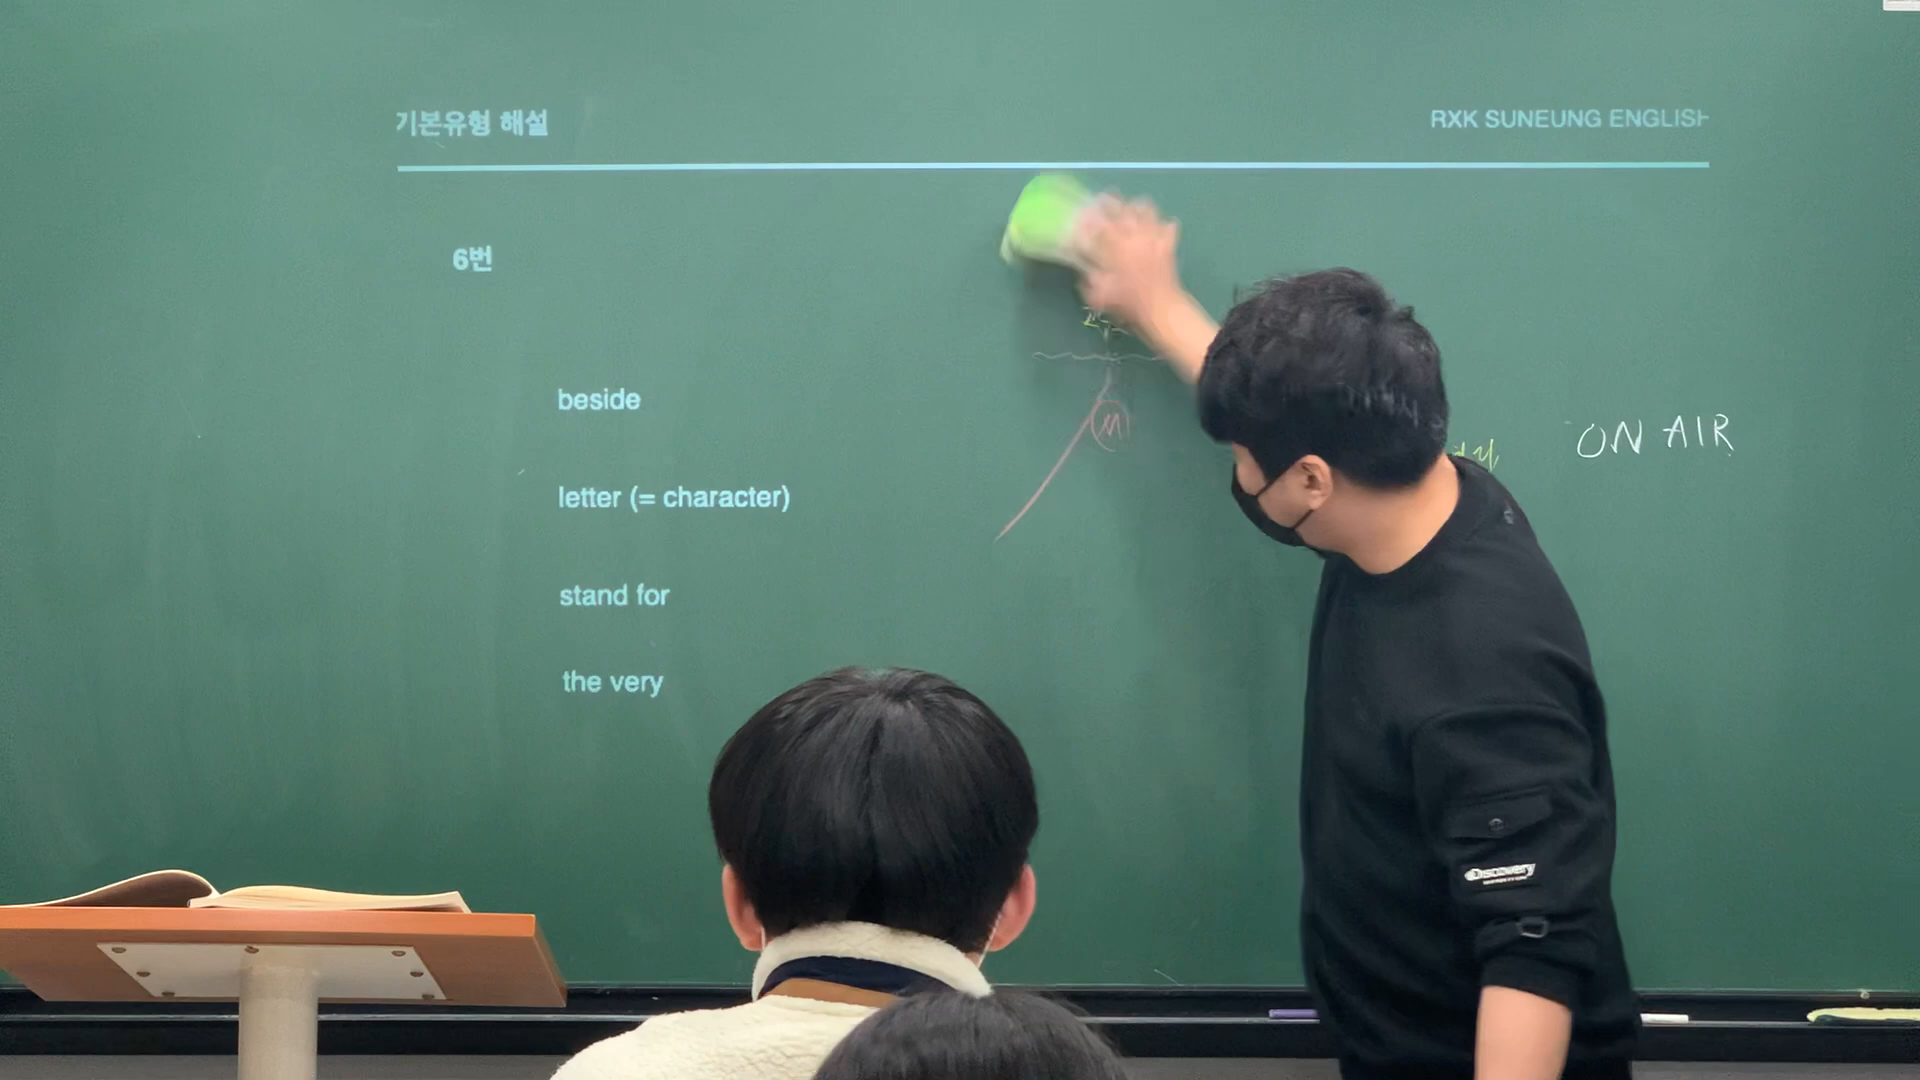 기본유형 해설
RXK SUNEUNG ENGLISH
6번
beside
ON AIR
letter (= character)
stand for
the very
Discovery